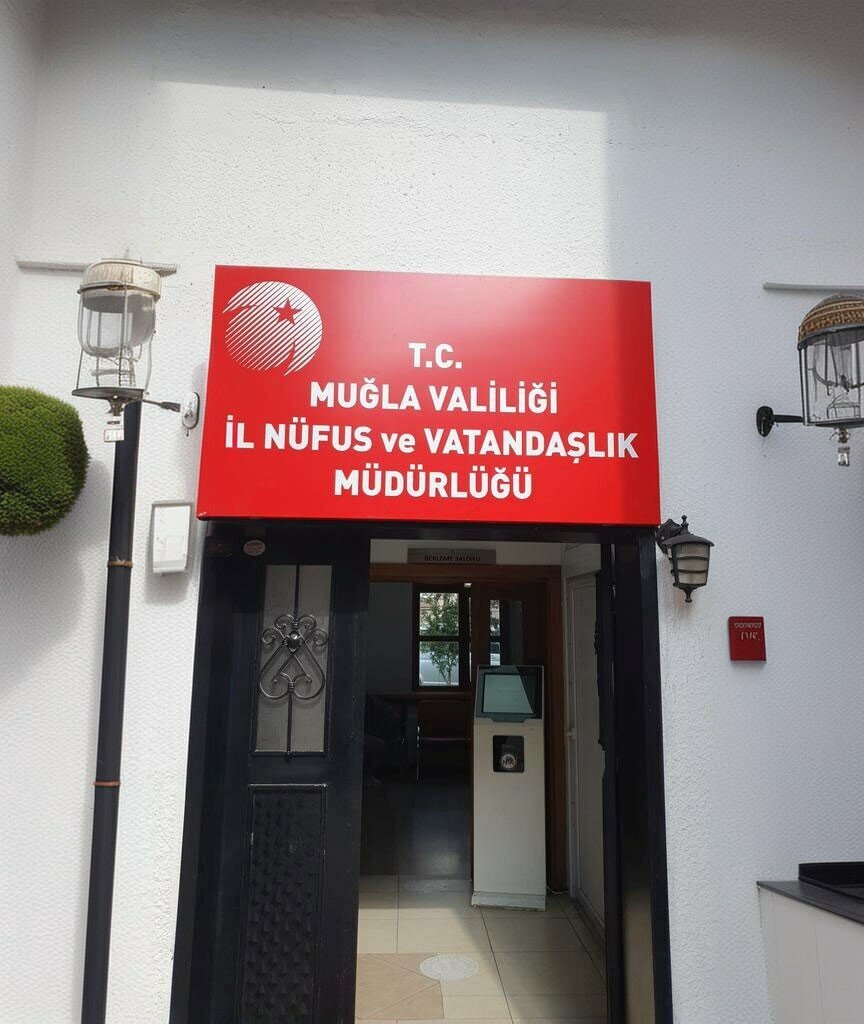 T.C.
MUĞLA VALİLİĞİ
İL NÜFUS ve VATANDAŞLIK
MÜDÜRLÜĞÜ
BEKLEME SALONU